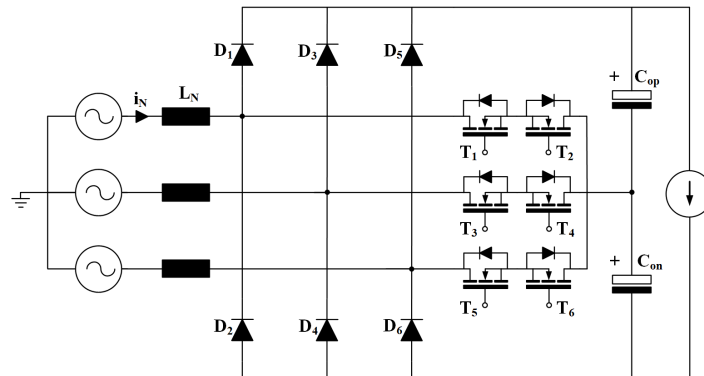 D1 D3 D5
Cop
+
iN LN
T1 T2
T3 T4
Con
+
T5 T6
D2 D4 D6